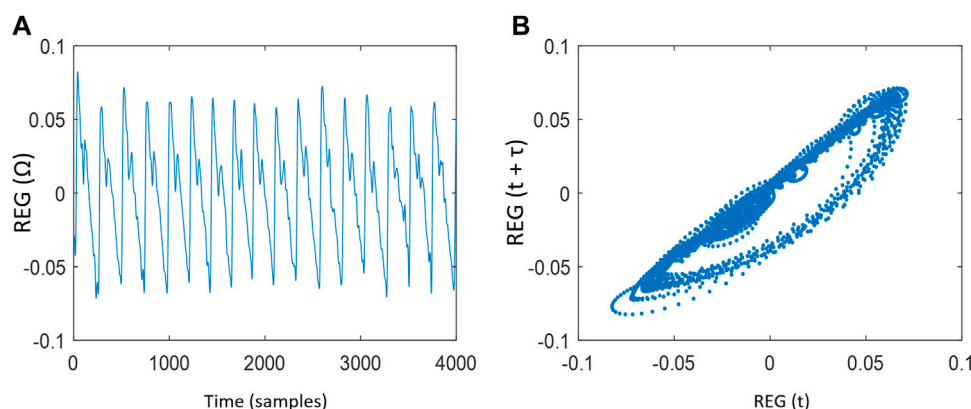 A
REG (Ω)
0.1
0.05
0
-0.05
-0.1
0 1000 2000 3000 4000
Time (samples)
B
REG (t + τ)
0.1
0.05
0
-0.05
-0.1
-0.1 -0.05 0 0.05 0.1
REG (t)